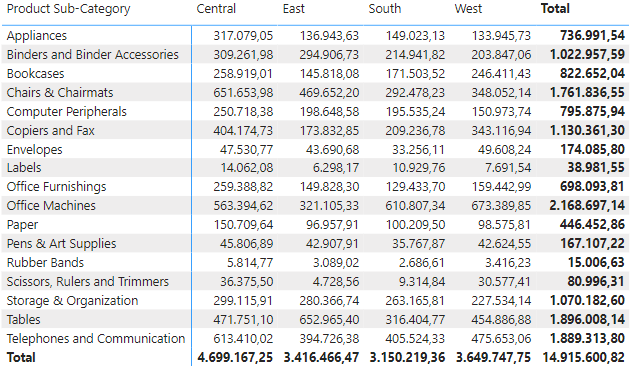 Product Sub-Category Central East South West Total
Appliances 317.079,05 136.943,63 149.023,13 133.945,73 736.991,54
Binders and Binder Accessories 309.261,98 294.906,73 214.941,82 203.847,06 1.022.957,59
Bookcases 258.919,01 145.818,08 171.503,52 246.411,43 822.652,04
Chairs & Chairmats 651.653,98 469.652,20 292.478,23 348.052,14 1.761.836,55
Computer Peripherals 250.718,38 198.648,58 195.535,24 150.973,74 795.875,94
Copiers and Fax 404.174,73 173.832,85 209.236,78 343.116,94 1.130.361,30
Envelopes 47.530,77 43.690,68 33.256,11 49.608,24 174.085,80
Labels 14.062,08 6.298,17 10.929,76 7.691,54 38.981,55
Office Furnishings 259.388,82 149.828,30 129.433,70 159.442,99 698.093,81
Office Machines 563.394,62 321.105,33 610.807,34 673.389,85 2.168.697,14
Paper 150.709,64 96.957,91 100.209,50 98.575,81 446.452,86
Pens & Art Supplies 45.806,89 42.907,91 35.767,87 42.624,55 167.107,22
Rubber Bands 5.814,77 3.089,02 2.686,61 3.416,23 15.006,63
Scissors, Rulers and Trimmers 36.375,50 4.728,56 9.314,84 30.577,41 80.996,31
Storage & Organization 299.115,91 280.366,74 263.165,81 227.534,14 1.070.182,60
Tables 471.751,10 652.965,40 316.404,77 454.886,88 1.896.008,14
Telephones and Communication 613.410,02 394.726,38 405.524,33 475.653,06 1.889.313,80
Total 4.699.167,25 3.416.466,47 3.150.219,36 3.649.747,75 14.915.600,82